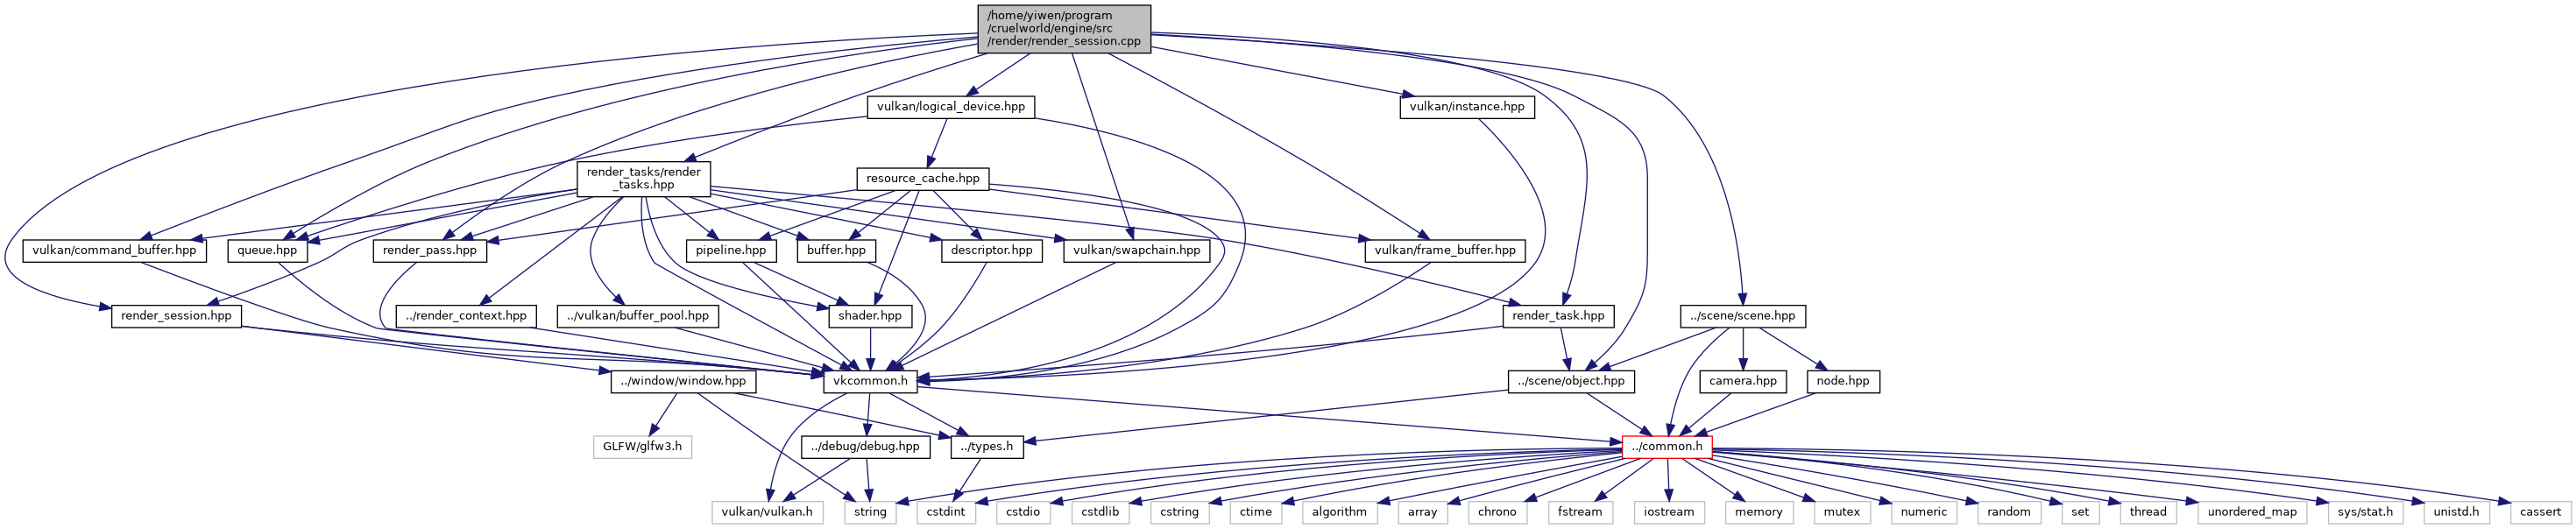 /home/yiwen/program
/cruelworld/engine/src
/render/render_session.cpp
vulkan/logical_device.hpp
vulkan/instance.hpp
render_tasks/render
_tasks.hpp
resource_cache.hpp
vulkan/command_buffer.hpp
queue.hpp
render_pass.hpp
pipeline.hpp
buffer.hpp
descriptor.hpp
vulkan/swapchain.hpp
vulkan/frame_buffer.hpp
render_session.hpp
../render_context.hpp
../vulkan/buffer_pool.hpp
shader.hpp
render_task.hpp
../scene/scene.hpp
../window/window.hpp
vkcommon.h
../scene/object.hpp
camera.hpp
node.hpp
GLFW/glfw3.h
../debug/debug.hpp
../types.h
../common.h
vulkan/vulkan.h
string
cstdint
cstdio
cstdlib
cstring
ctime
algorithm
array
chrono
fstream
iostream
memory
mutex
numeric
random
set
thread
unordered_map
sys/stat.h
unistd.h
cassert